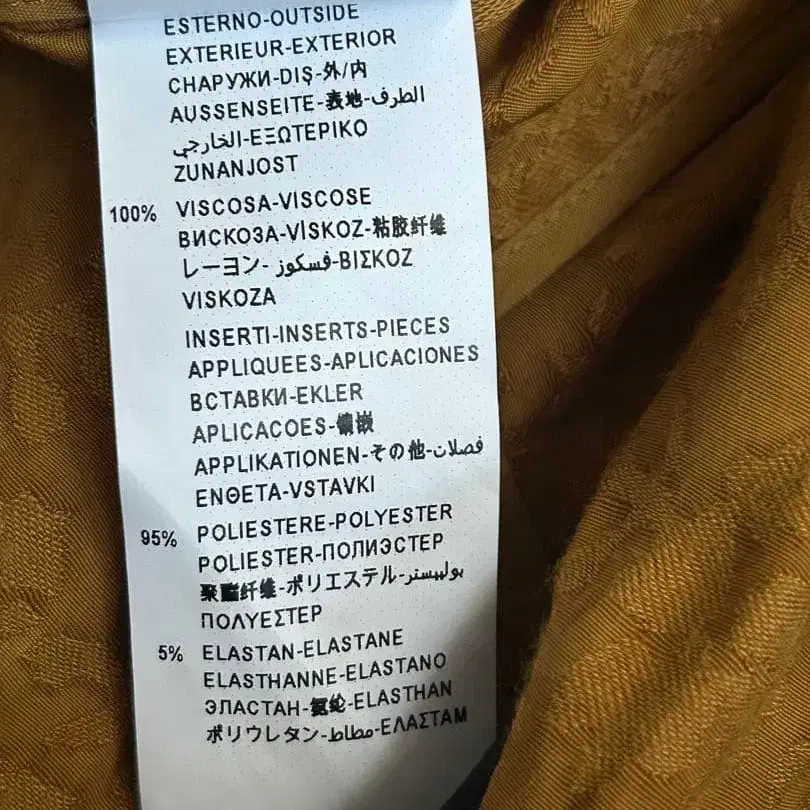 ESTERNO-OUTSIDE
EXTERIEUR-EXTERIOR
СНАРУЖИ-DIŞ-外/内
AUSSENSEITE-表地-الطرف
الخارجي-ΕΞΩΤΕΡΙΚΟ
ZUNANJOST
100% VISCOSA-VISCOSE
ВИСКОЗА-VİSKOZ-粘胶纤维
レーヨン-فسكوز-ΒΙΣΚΟΖ
VISKOZA
INSERTI-INSERTS-PIECES
APPLIQUEES-APLICACIONES
ВСТАВКИ-EKLER
APLICACOES-镶嵌
APPLIKATIONEN-その他-فصلات
ΕΝΘΕΤΑ-VSTAVKI
95% POLIESTERE-POLYESTER
POLIESTER-ПОЛИЭСТЕР
聚酯纤维-ポリエステル-بوليستر
ΠΟΛΥΕΣΤΕΡ
5% ELASTAN-ELASTANE
ELASTHANNE-ELASTANO
ЭЛАСТАН-氨纶-ELASTHAN
ポリウレタン-مطاط-ΕΛΑΣΤΑΜ